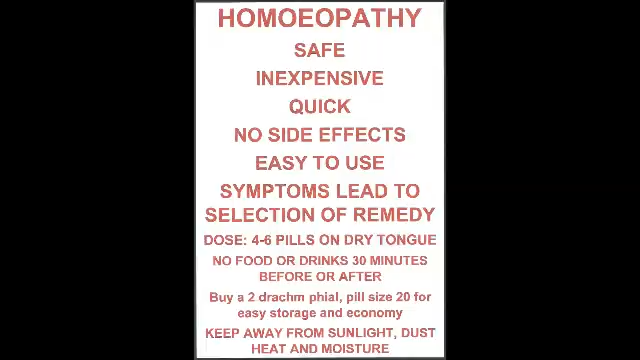 HOMOEOPATHY
SAFE
INEXPENSIVE
QUICK
NO SIDE EFFECTS
EASY TO USE
SYMPTOMS LEAD TO
SELECTION OF REMEDY
DOSE: 4-6 PILLS ON DRY TONGUE
NO FOOD OR DRINKS 30 MINUTES
BEFORE OR AFTER
Buy a 2 drachm phial, pill size 20 for
easy storage and economy
KEEP AWAY FROM SUNLIGHT, DUST
HEAT AND MOISTURE